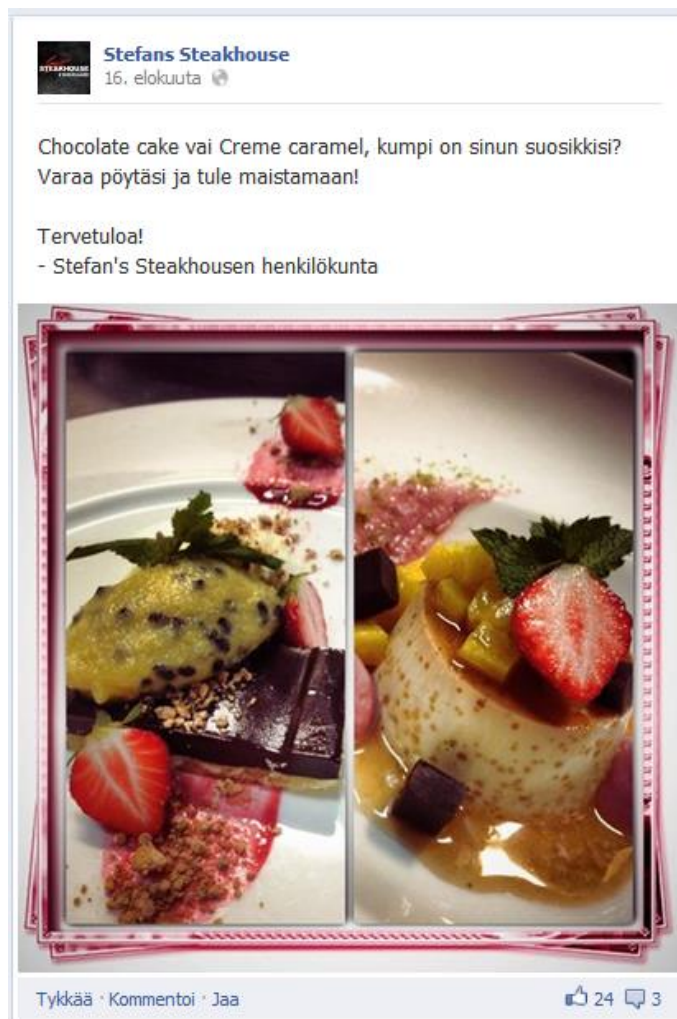 STEAKHOUSE
Stefans Steakhouse
16. elokuuta
Chocolate cake vai Creme caramel, kumpi on sinun suosikkisi?
Varaa pöytäsi ja tule maistamaan!
Tervetuloa!
- Stefan's Steakhousen henkilökunta
Tykkää · Kommentoi · Jaa 24 3